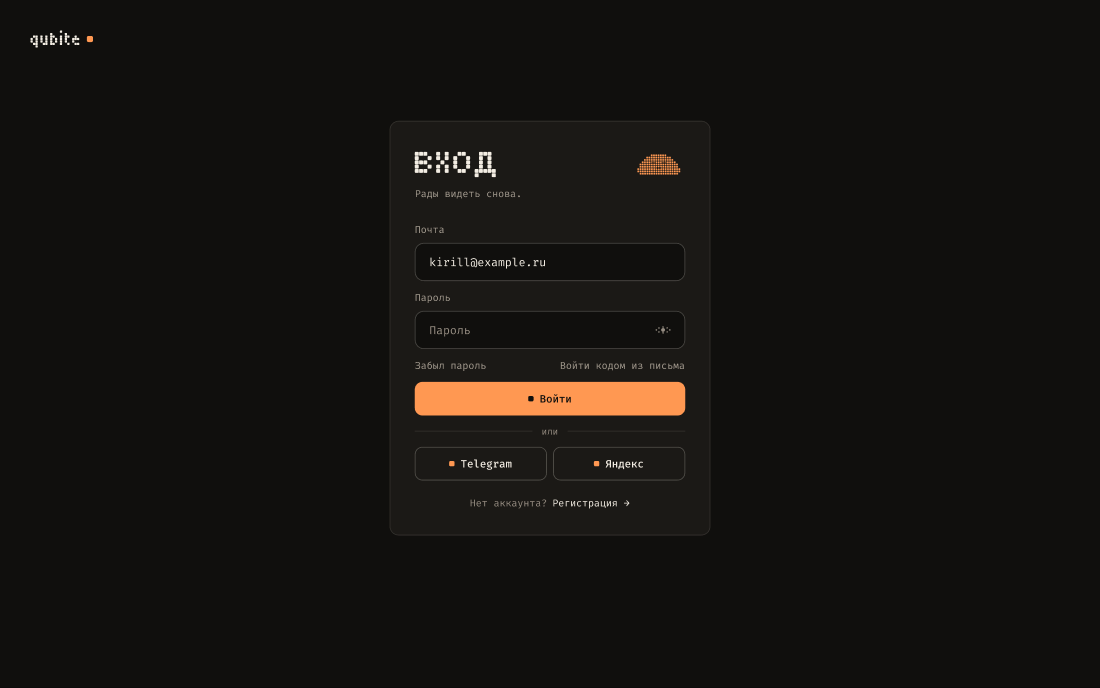 qubite
ВХОД
Рады видеть снова.
Почта
kirill@example.ru
Пароль
Пароль
Забыл пароль Войти кодом из письма
Войти
или
Telegram Яндекс
Нет аккаунта? Регистрация →